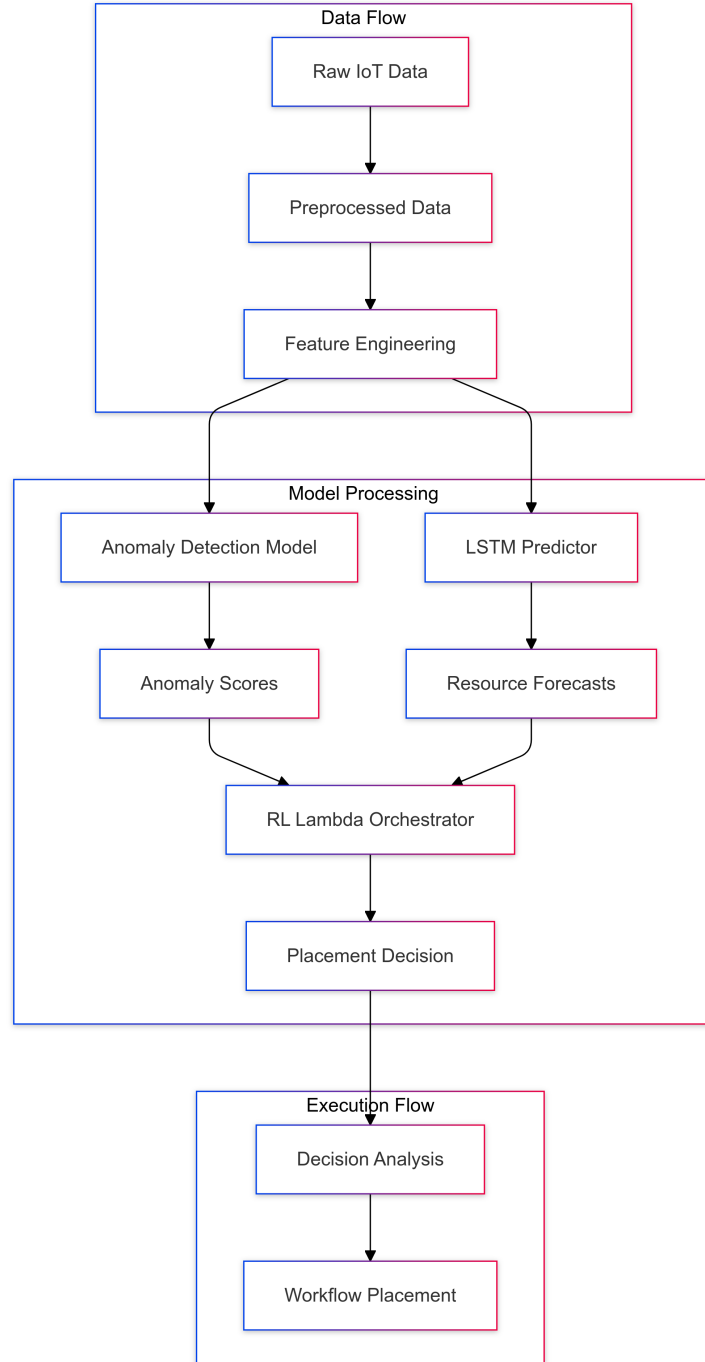 Data Flow
Raw IoT Data
Preprocessed Data
Feature Engineering
Model Processing
Anomaly Detection Model
LSTM Predictor
Anomaly Scores
Resource Forecasts
RL Lambda Orchestrator
Placement Decision
Execution Flow
Decision Analysis
Workflow Placement